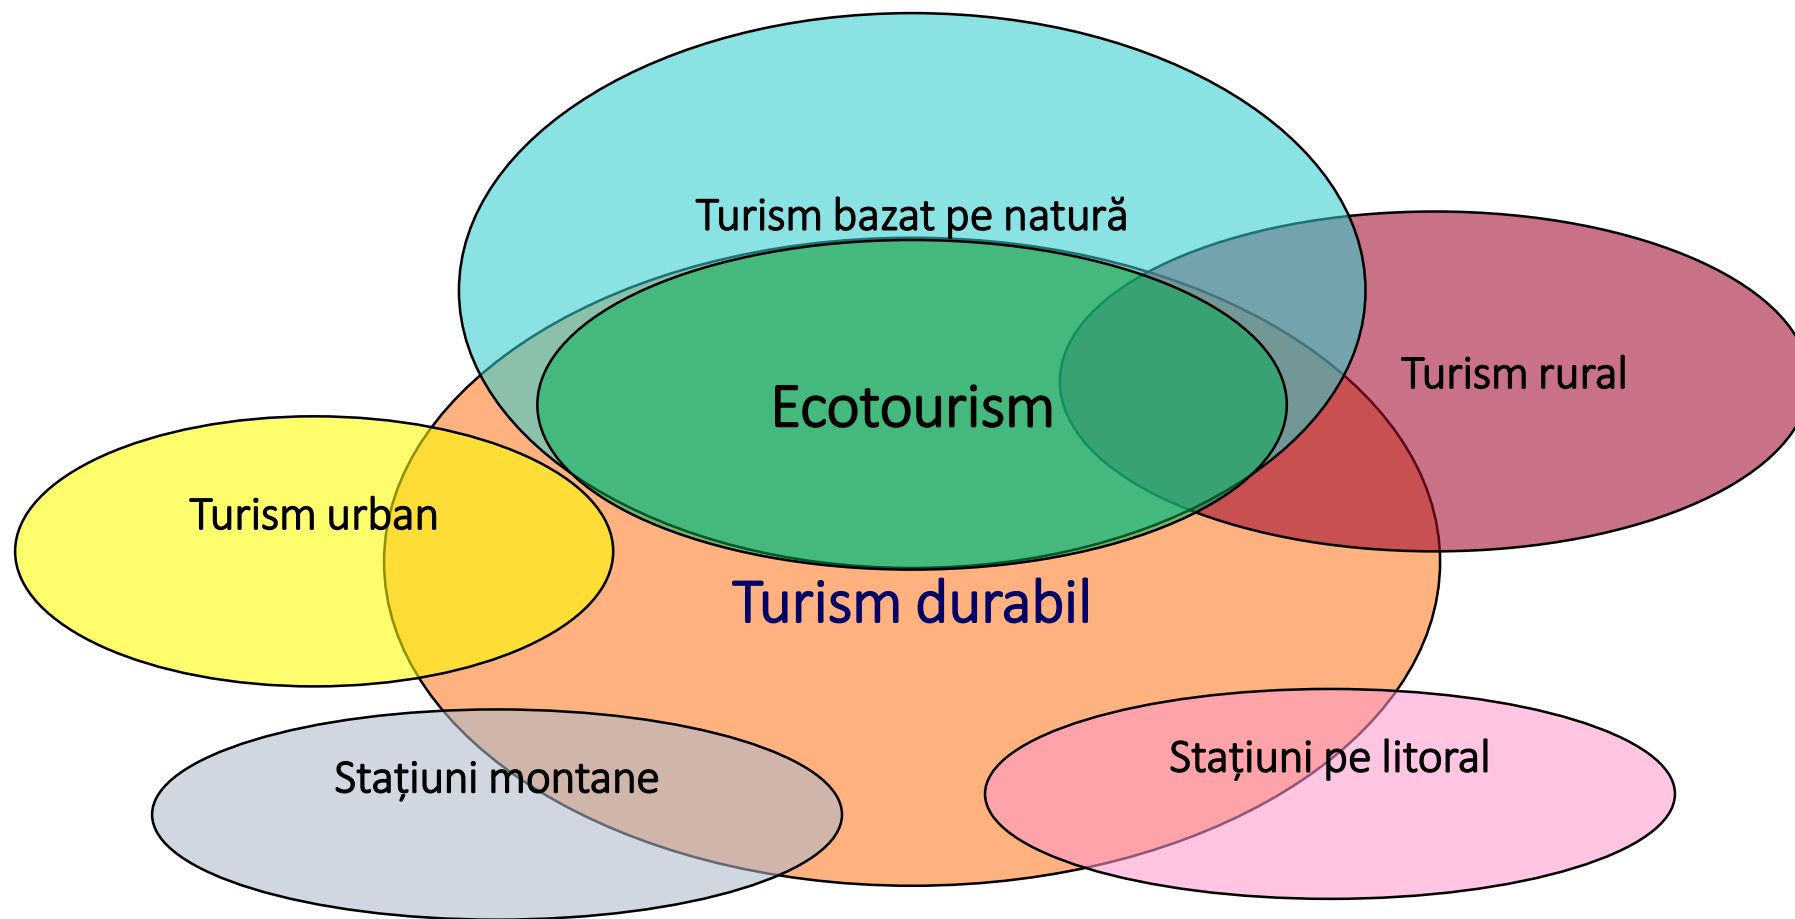 Turism bazat pe natură
Turism rural
Ecotourism
Turism urban
Turism durabil
Stațiuni pe litoral
Stațiuni montane